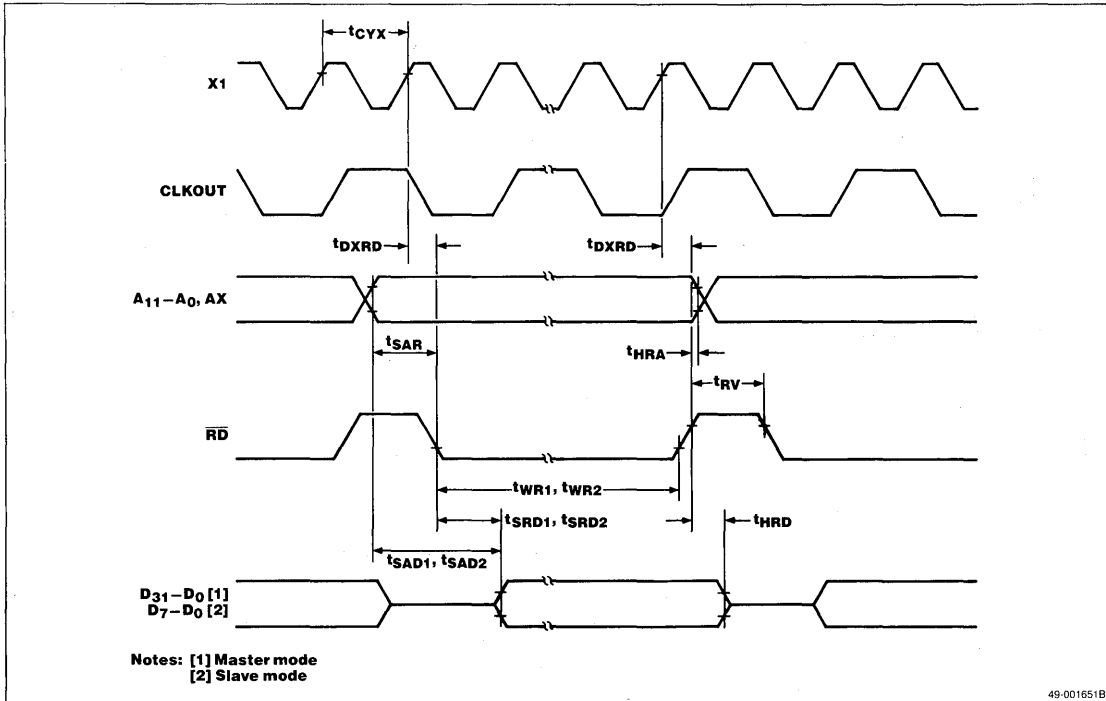 tCYX
X1
CLKOUT
tDXRD
tDXRD
A11–A0, AX
tSAR
tHRA
tRV
RD
tWR1, tWR2
tSRD1, tSRD2
tHRD
tSAD1, tSAD2
D31–D0 [1]
D7–D0 [2]
Notes: [1] Master mode
[2] Slave mode
49-001651B